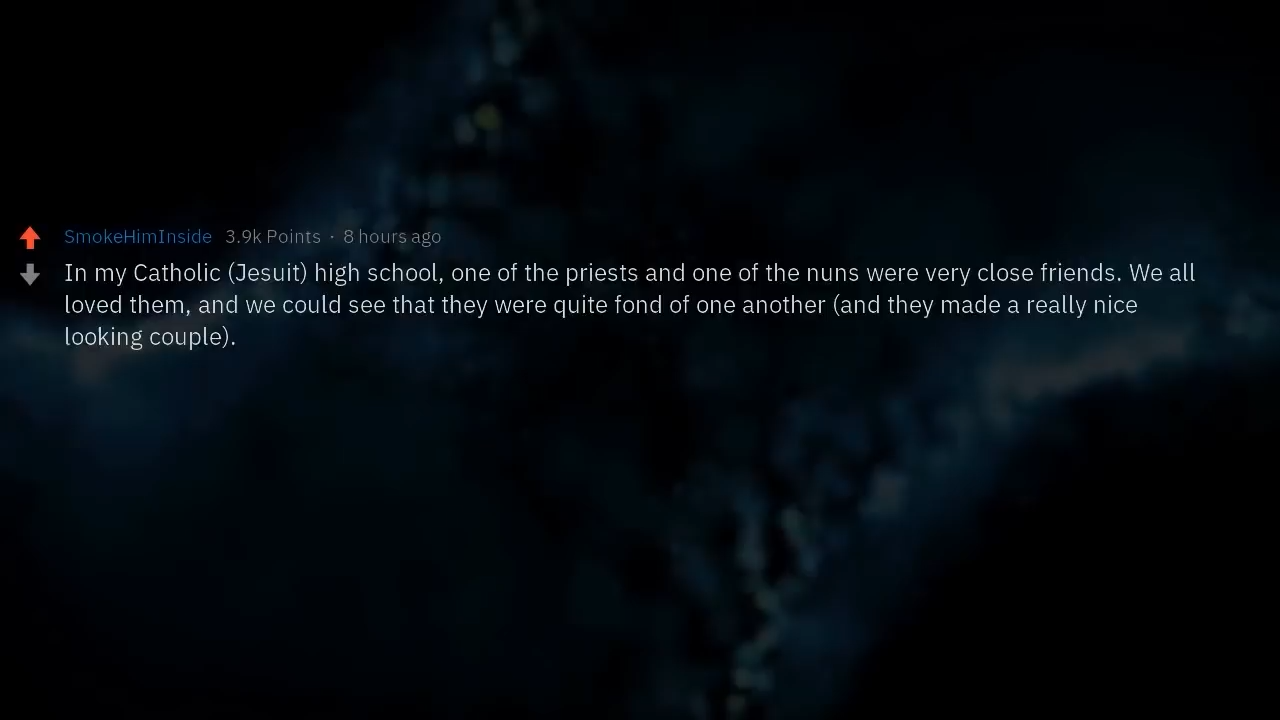 SmokeHimInside 3.9k Points · 8 hours ago
In my Catholic (Jesuit) high school, one of the priests and one of the nuns were very close friends. We all
loved them, and we could see that they were quite fond of one another (and they made a really nice
looking couple).